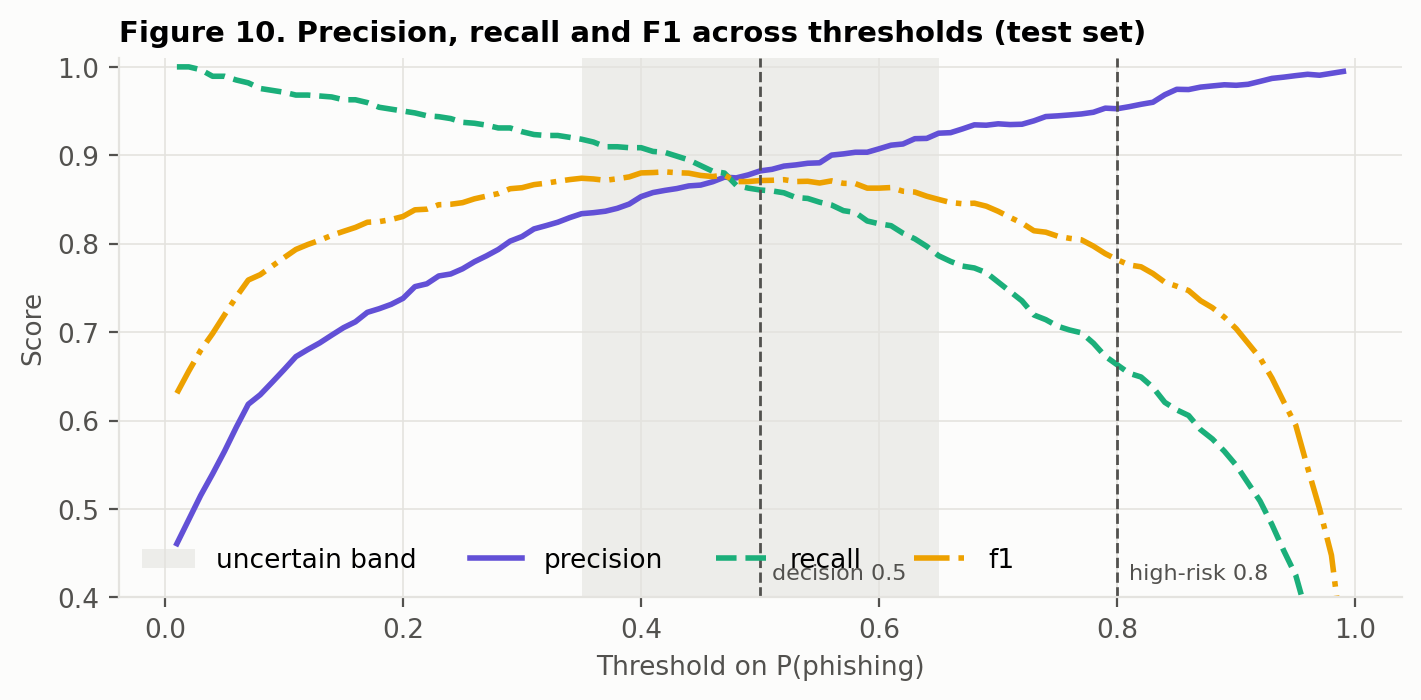 Figure 10. Precision, recall and F1 across thresholds (test set)
1.0
0.9
0.8
0.7
0.6
0.5
0.4
Score
uncertain band precision recall f1
decision 0.5
high-risk 0.8
0.0 0.2 0.4 0.6 0.8 1.0
Threshold on P(phishing)